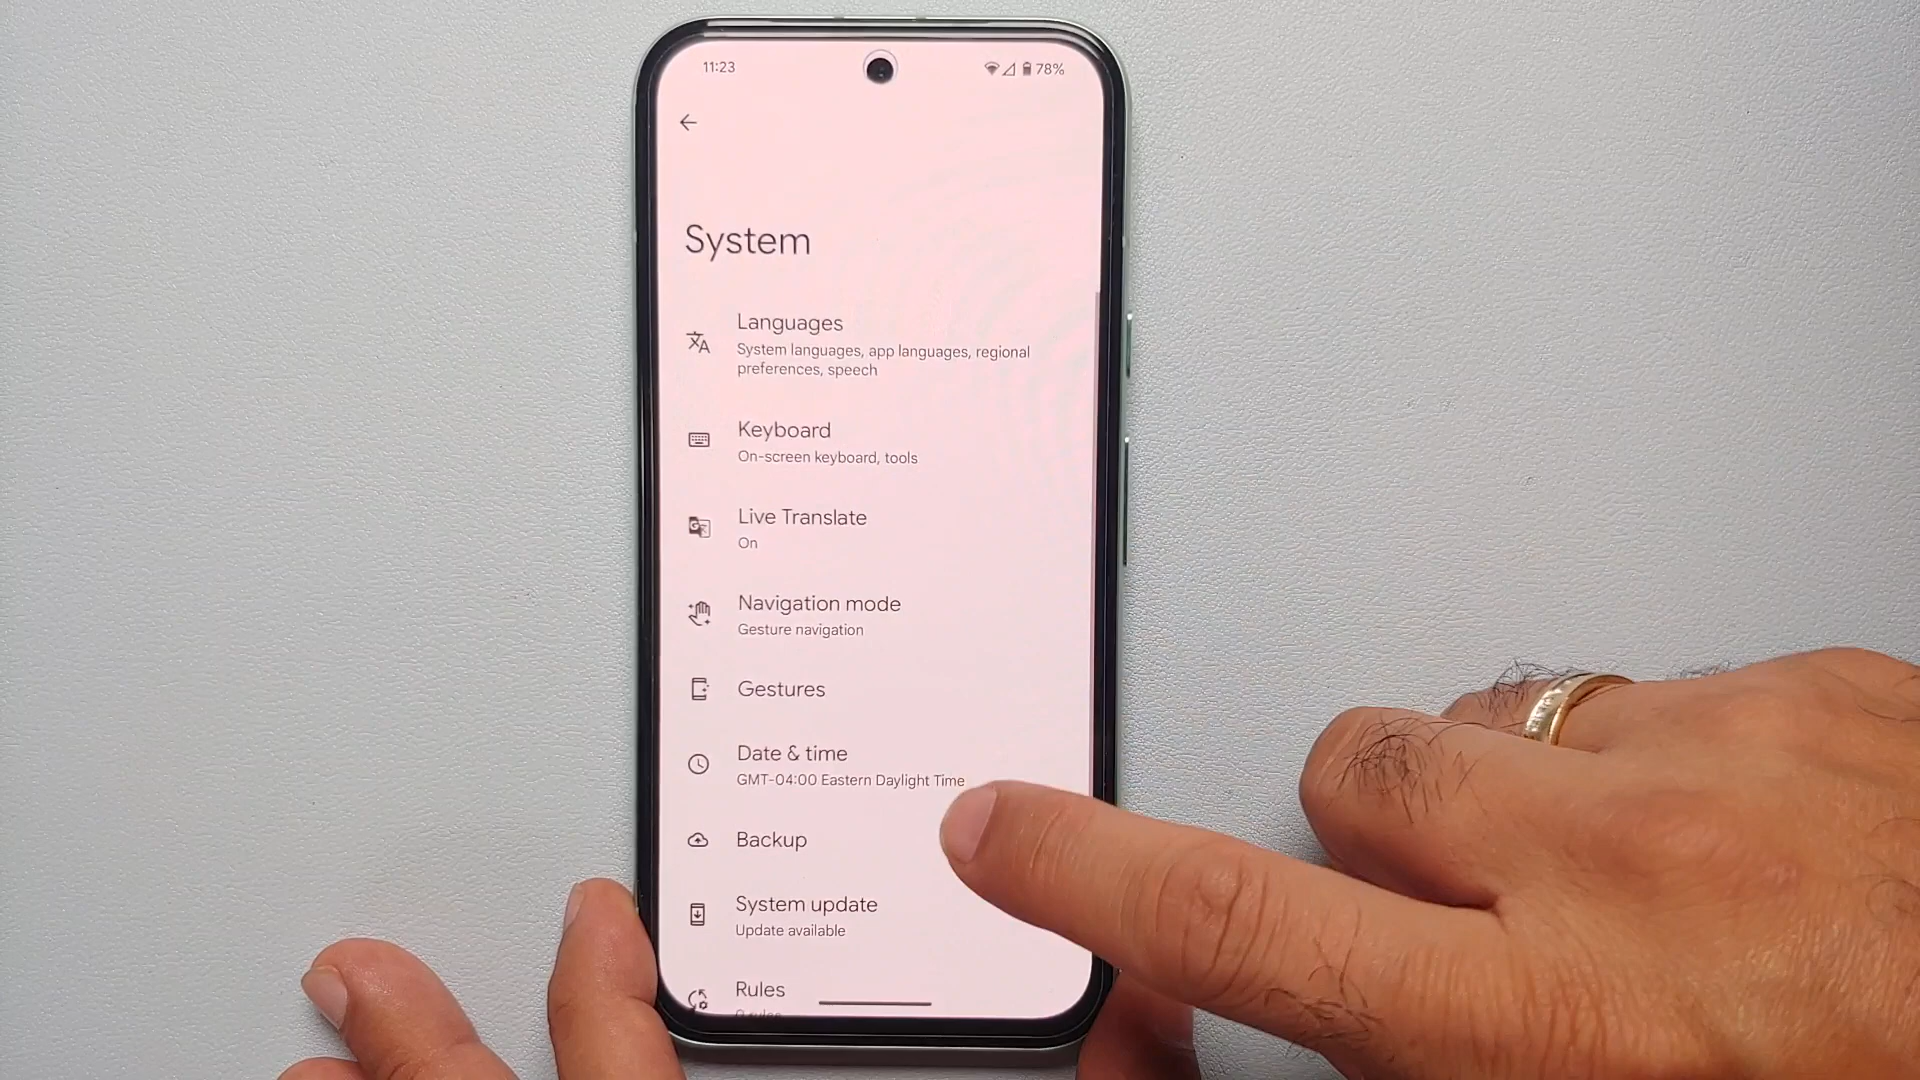 11:23
78%
System
Languages
System languages, app languages, regional
preferences, speech
Keyboard
On-screen keyboard, tools
Live Translate
On
Navigation mode
Gesture navigation
Gestures
Date & time
GMT-04:00 Eastern Daylight Time
Backup
System update
Update available
Rules
0 rules